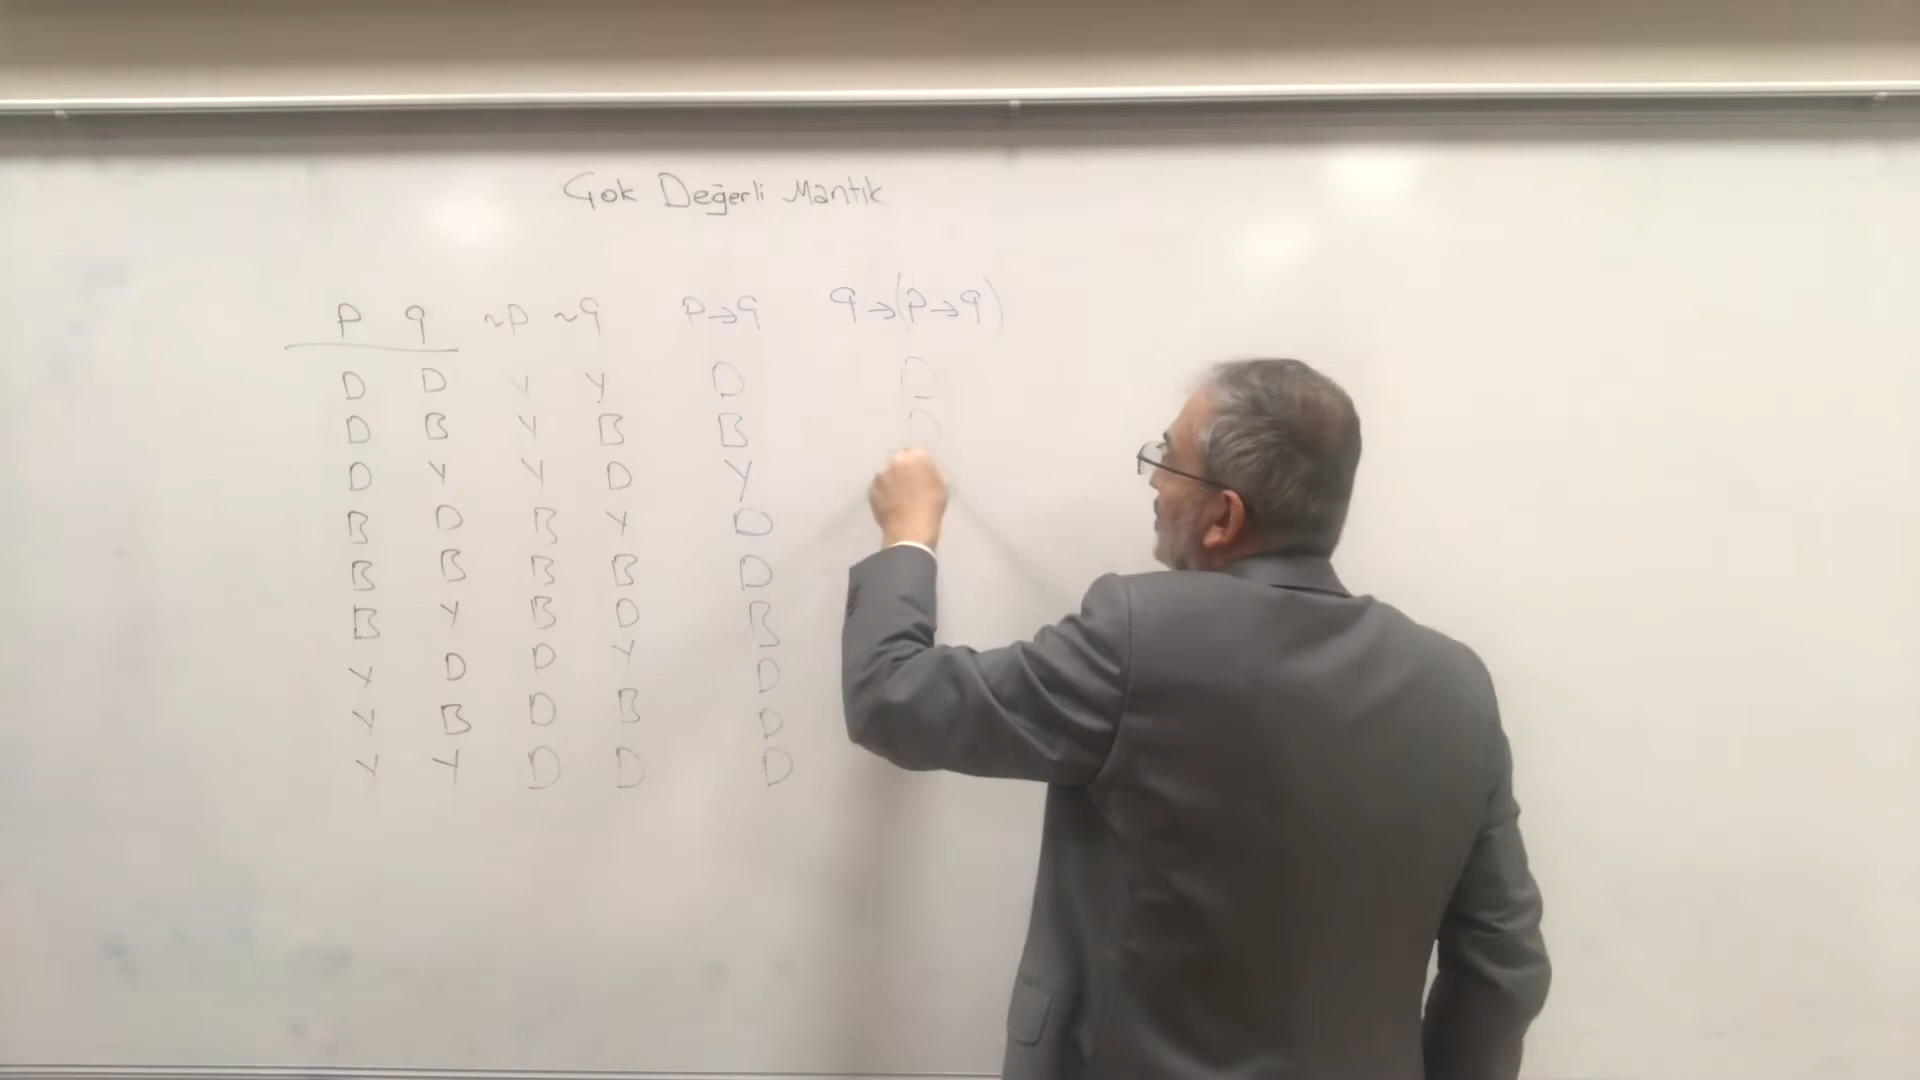 Çok Değerli Mantık
P q ~P ~q P→q q→(P→q)
D D Y Y D D
D B Y B B D
D Y Y D Y
B D B Y D
B B B B D
B Y B D B
Y D D Y D
Y B D B D
Y Y D D D